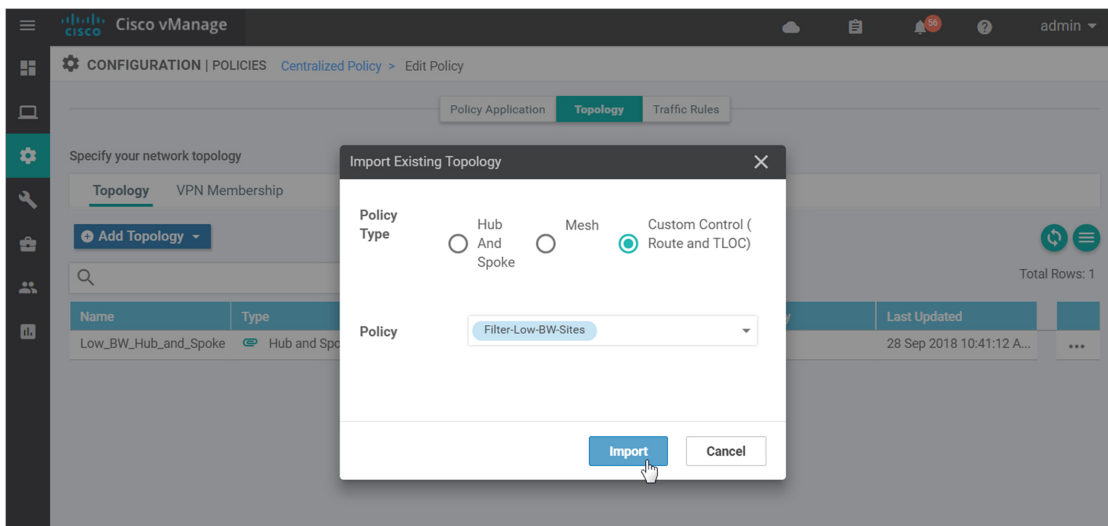 cisco Cisco vManage
56
admin
CONFIGURATION | POLICIES Centralized Policy > Edit Policy
Policy Application Topology Traffic Rules
Specify your network topology
Topology VPN Membership
Add Topology
Total Rows: 1
Name Type y Last Updated
Low_BW_Hub_and_Spoke Hub and Spo 28 Sep 2018 10:41:12 A... ...
Import Existing Topology
Policy
Type
Hub
And
Spoke
Mesh
Custom Control (
Route and TLOC)
Policy Filter-Low-BW-Sites
Import Cancel